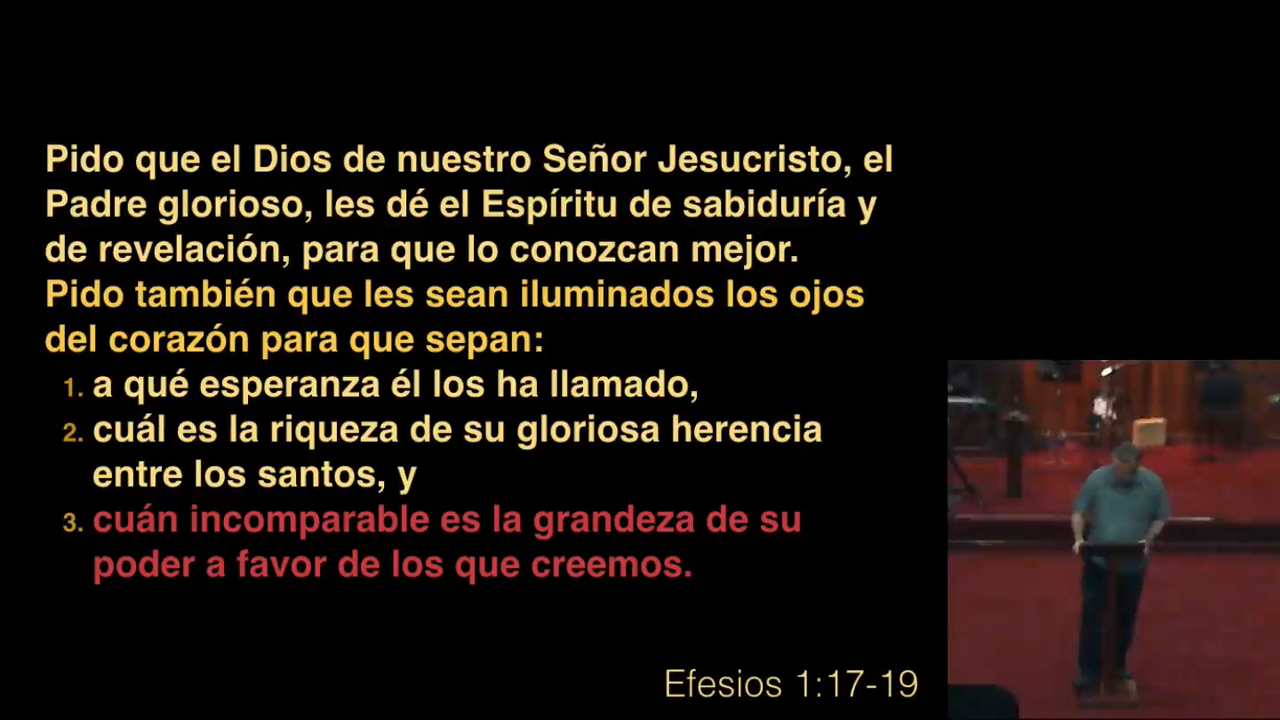 Pido que el Dios de nuestro Señor Jesucristo, el
Padre glorioso, les dé el Espíritu de sabiduría y
de revelación, para que lo conozcan mejor.
Pido también que les sean iluminados los ojos
del corazón para que sepan:
1. a qué esperanza él los ha llamado,
2. cuál es la riqueza de su gloriosa herencia
entre los santos, y
3. cuán incomparable es la grandeza de su
poder a favor de los que creemos.
Efesios 1:17-19